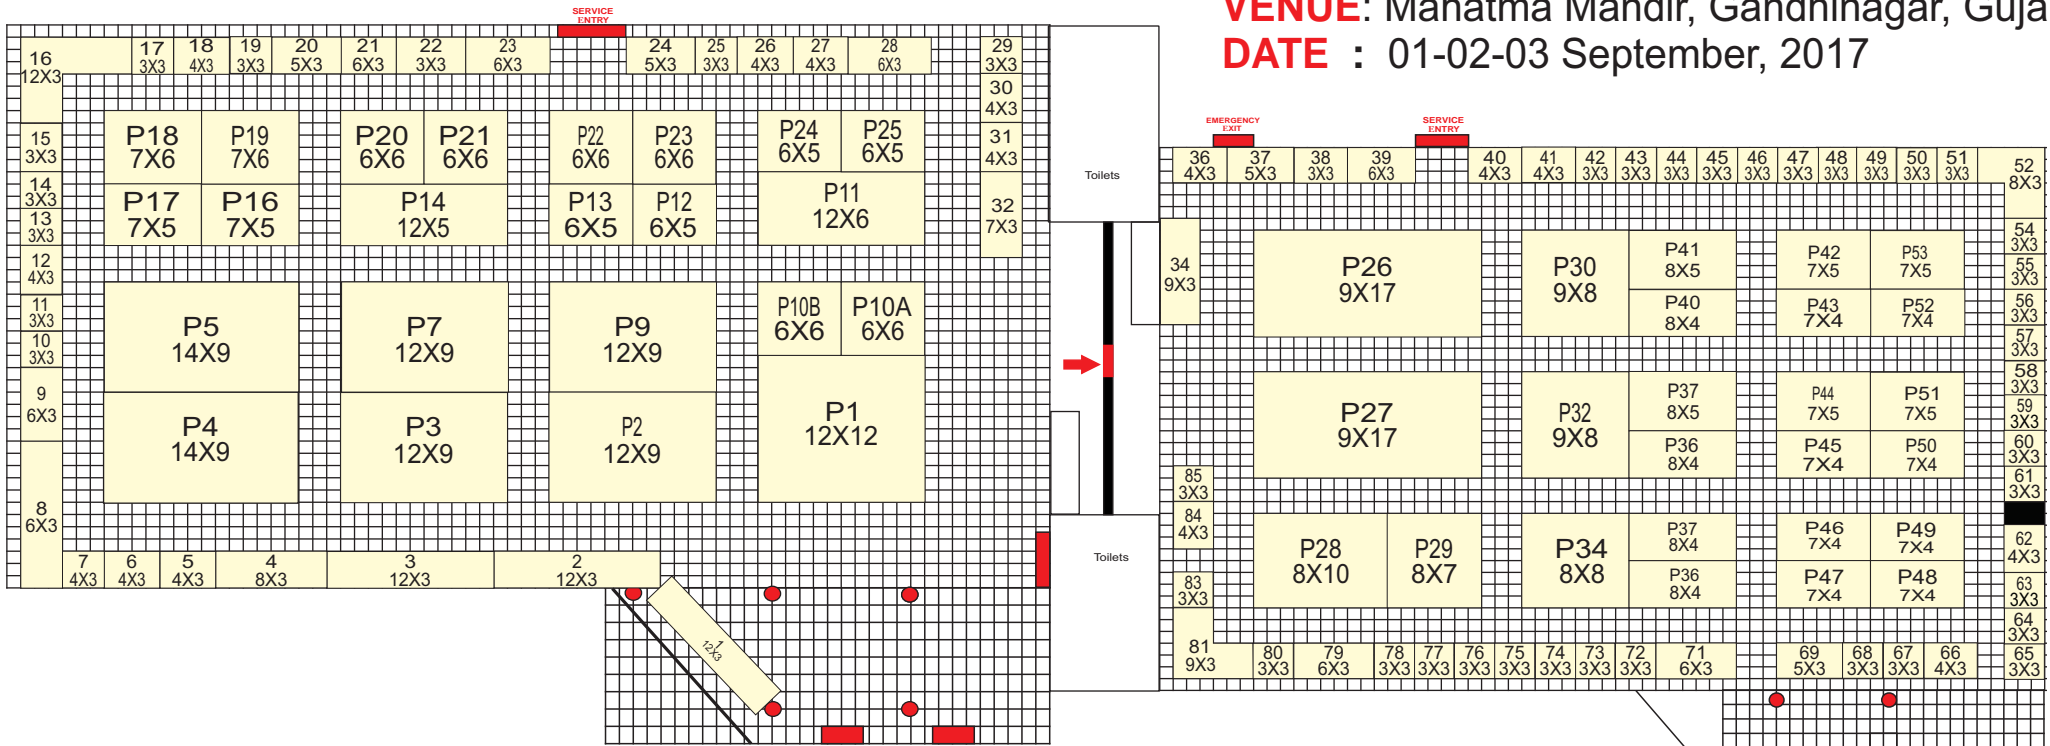 VENUE: Mahatma Mandir, Gandhinagar, Guja
DATE : 01-02-03 September, 2017
SERVICE
ENTRY
16
12X3
17
3X3
18
4X3
19
3X3
20
5X3
21
6X3
22
3X3
23
6X3
24
5X3
25
3X3
26
4X3
27
4X3
28
6X3
29
3X3
30
4X3
31
4X3
32
7X3
15
3X3
14
3X3
13
3X3
12
4X3
11
3X3
10
3X3
9
6X3
8
6X3
P18
7X6
P19
7X6
P20
6X6
P21
6X6
P22
6X6
P23
6X6
P24
6X5
P25
6X5
P17
7X5
P16
7X5
P14
12X5
P13
6X5
P12
6X5
P11
12X6
P5
14X9
P7
12X9
P9
12X9
P10B
6X6
P10A
6X6
P4
14X9
P3
12X9
P2
12X9
P1
12X12
7
4X3
6
4X3
5
4X3
4
8X3
3
12X3
2
12X3
1
12X3
Toilets
Toilets
EMERGENCY
EXIT
SERVICE
ENTRY
36
4X3
37
5X3
38
3X3
39
6X3
40
4X3
41
4X3
42
3X3
43
3X3
44
3X3
45
3X3
46
3X3
47
3X3
48
3X3
49
3X3
50
3X3
51
3X3
52
8X3
34
9X3
P26
9X17
P30
9X8
P41
8X5
P40
8X4
P42
7X5
P53
7X5
P43
7X4
P52
7X4
54
3X3
55
3X3
56
3X3
57
3X3
58
3X3
59
3X3
60
3X3
61
3X3
P27
9X17
P32
9X8
P37
8X5
P36
8X4
P44
7X5
P51
7X5
P45
7X4
P50
7X4
85
3X3
84
4X3
83
3X3
81
9X3
P28
8X10
P29
8X7
P34
8X8
P37
8X4
P36
8X4
P46
7X4
P49
7X4
P47
7X4
P48
7X4
62
4X3
63
3X3
64
3X3
65
3X3
80
3X3
79
6X3
78
3X3
77
3X3
76
3X3
75
3X3
74
3X3
73
3X3
72
3X3
71
6X3
69
5X3
68
3X3
67
3X3
66
4X3